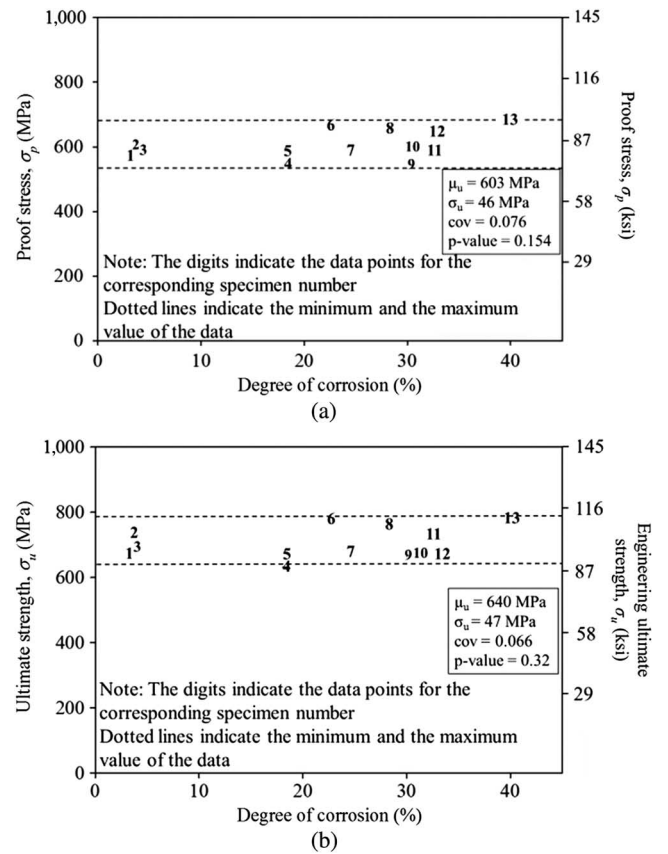 1,000
800
600
400
200
0
Proof stress, σp (MPa)
145
116
87
58
29
Proof stress, σp (ksi)
1
2
3
4
5
6
7
8
9
10
11
12
13
μu = 603 MPa
σu = 46 MPa
cov = 0.076
p-value = 0.154
Note: The digits indicate the data points for the
corresponding specimen number
Dotted lines indicate the minimum and the maximum
value of the data
0 10 20 30 40
Degree of corrosion (%)
(a)
1,000
800
600
400
200
0
Ultimate strength, σu (MPa)
145
116
87
58
29
Engineering ultimate
strength, σu (ksi)
1
2
3
4
5
6
7
8
9
10
11
12
13
μu = 640 MPa
σu = 47 MPa
cov = 0.066
p-value = 0.32
Note: The digits indicate the data points for the
corresponding specimen number
Dotted lines indicate the minimum and the maximum
value of the data
0 10 20 30 40
Degree of corrosion (%)
(b)